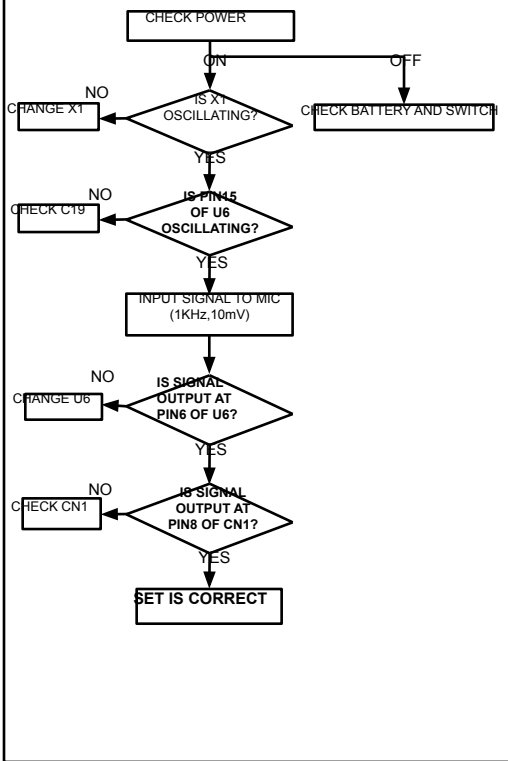 CHECK POWER
ON
OFF
IS X1
OSCILLATING?
NO
CHANGE X1
CHECK BATTERY AND SWITCH
YES
IS PIN15
OF U6
OSCILLATING?
NO
CHECK C19
YES
INPUT SIGNAL TO MIC
(1KHz,10mV)
IS SIGNAL
OUTPUT AT
PIN6 OF U6?
NO
CHANGE U6
YES
IS SIGNAL
OUTPUT AT
PIN8 OF CN1?
NO
CHECK CN1
YES
SET IS CORRECT